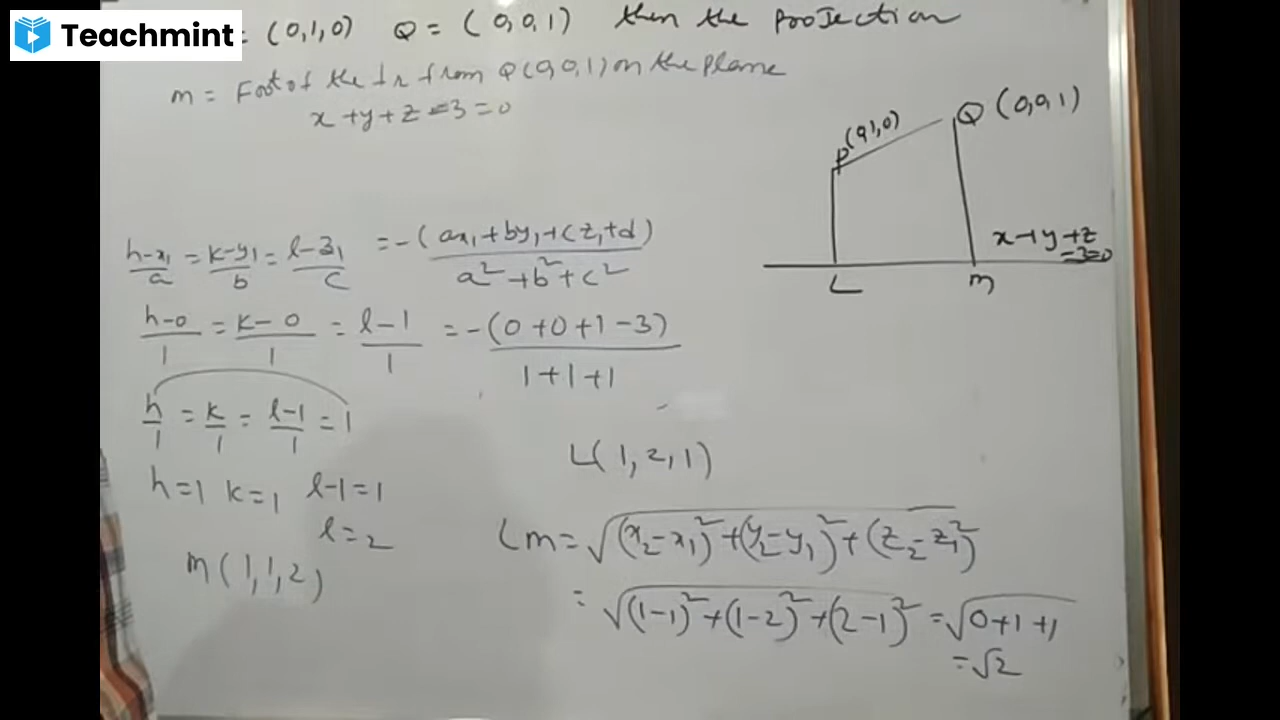 Teachmint
= (0,1,0) Q = (0,0,1) then the projection
m = Foot of the ⊥r from Q(0,0,1) on the plane
x+y+z-3=0
P(0,1,0)
Q(0,0,1)
x+y+z
-3=0
L
m
h-x₁/a = k-y₁/b = l-z₁/c = -(ax₁+by₁+cz₁+d)/a²+b²+c²
h-0/1 = k-0/1 = l-1/1 = -(0+0+1-3)/1+1+1
h/1 = k/1 = l-1/1 = 1
L(1,2,1)
h=1 k=1 l-1=1
l=2
m(1,1,2)
Lm = √(x₂-x₁)²+(y₂-y₁)²+(z₂-z₁)²
= √(1-1)²+(1-2)²+(2-1)² = √0+1+1
= √2